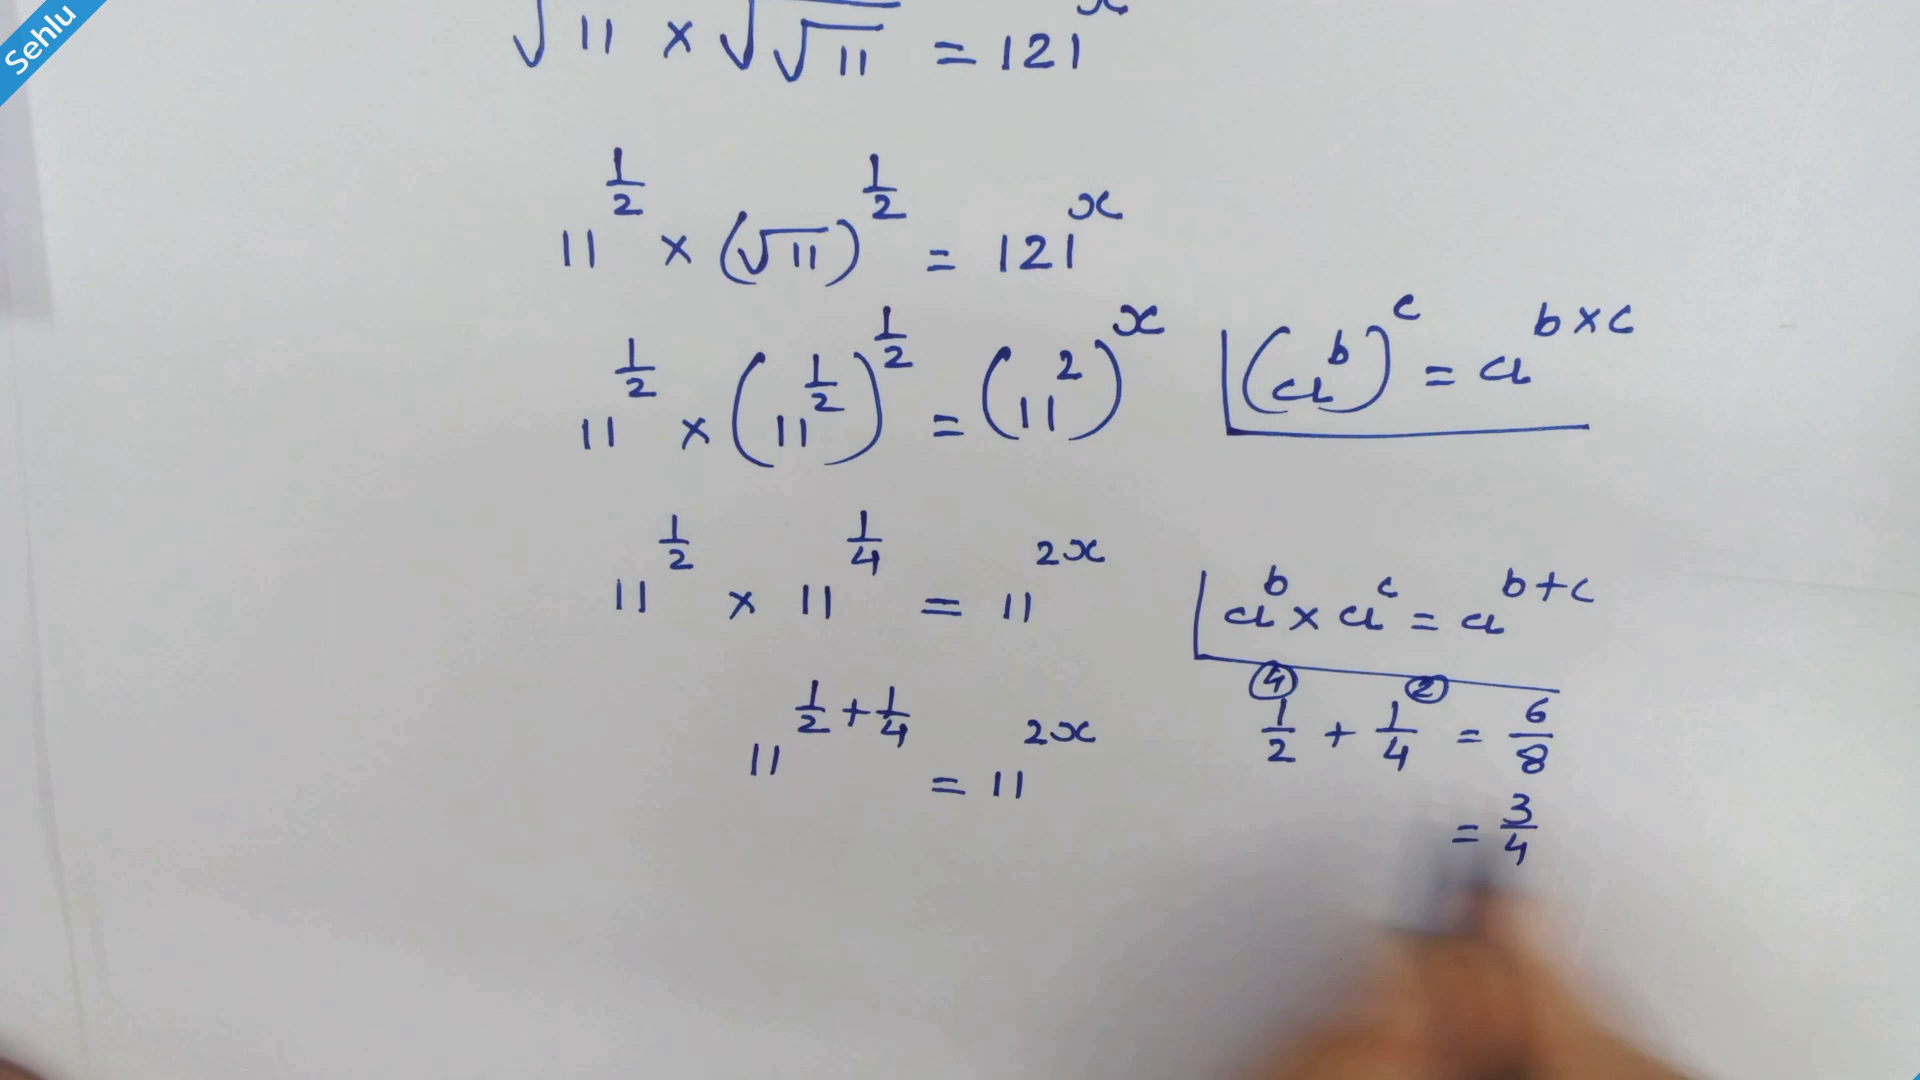 Sehlu
√11 × √√11 = 121^x
11^(1/2) × (√11)^(1/2) = 121^x
11^(1/2) × (11^(1/2))^(1/2) = (11^2)^x
(a^b)^c = a^(b×c)
11^(1/2) × 11^(1/4) = 11^(2x)
a^b × a^c = a^(b+c)
11^(1/2+1/4) = 11^(2x)
④ ②
1/2 + 1/4 = 6/8
= 3/4